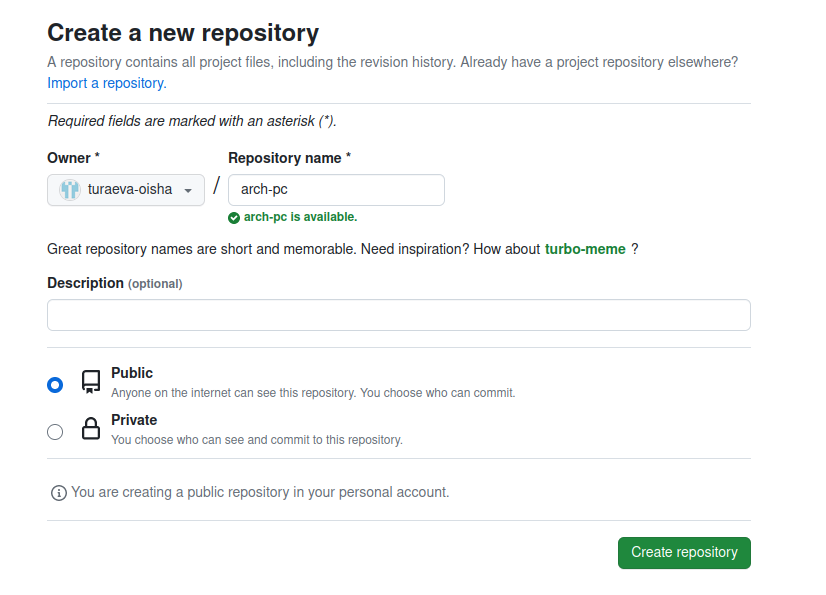 Create a new repository
A repository contains all project files, including the revision history. Already have a project repository elsewhere?
Import a repository.
Required fields are marked with an asterisk (*).
Owner * Repository name *
turaeva-oisha / arch-pc
arch-pc is available.
Great repository names are short and memorable. Need inspiration? How about turbo-meme ?
Description (optional)
Public
Anyone on the internet can see this repository. You choose who can commit.
Private
You choose who can see and commit to this repository.
You are creating a public repository in your personal account.
Create repository